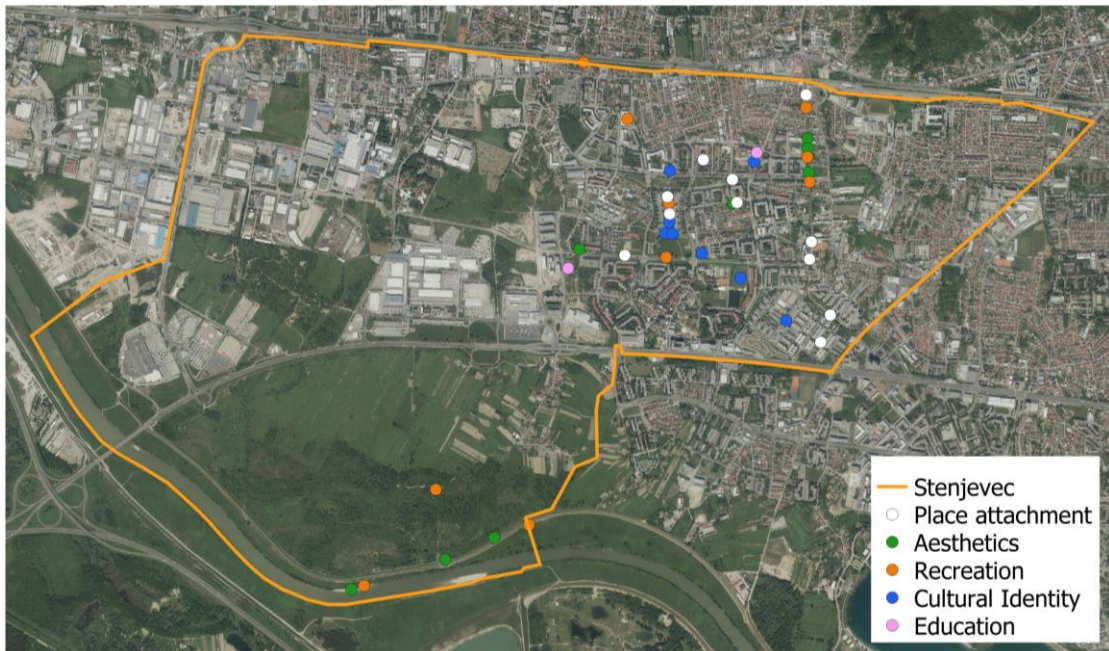 Stenjevec
Place attachment
Aesthetics
Recreation
Cultural Identity
Education